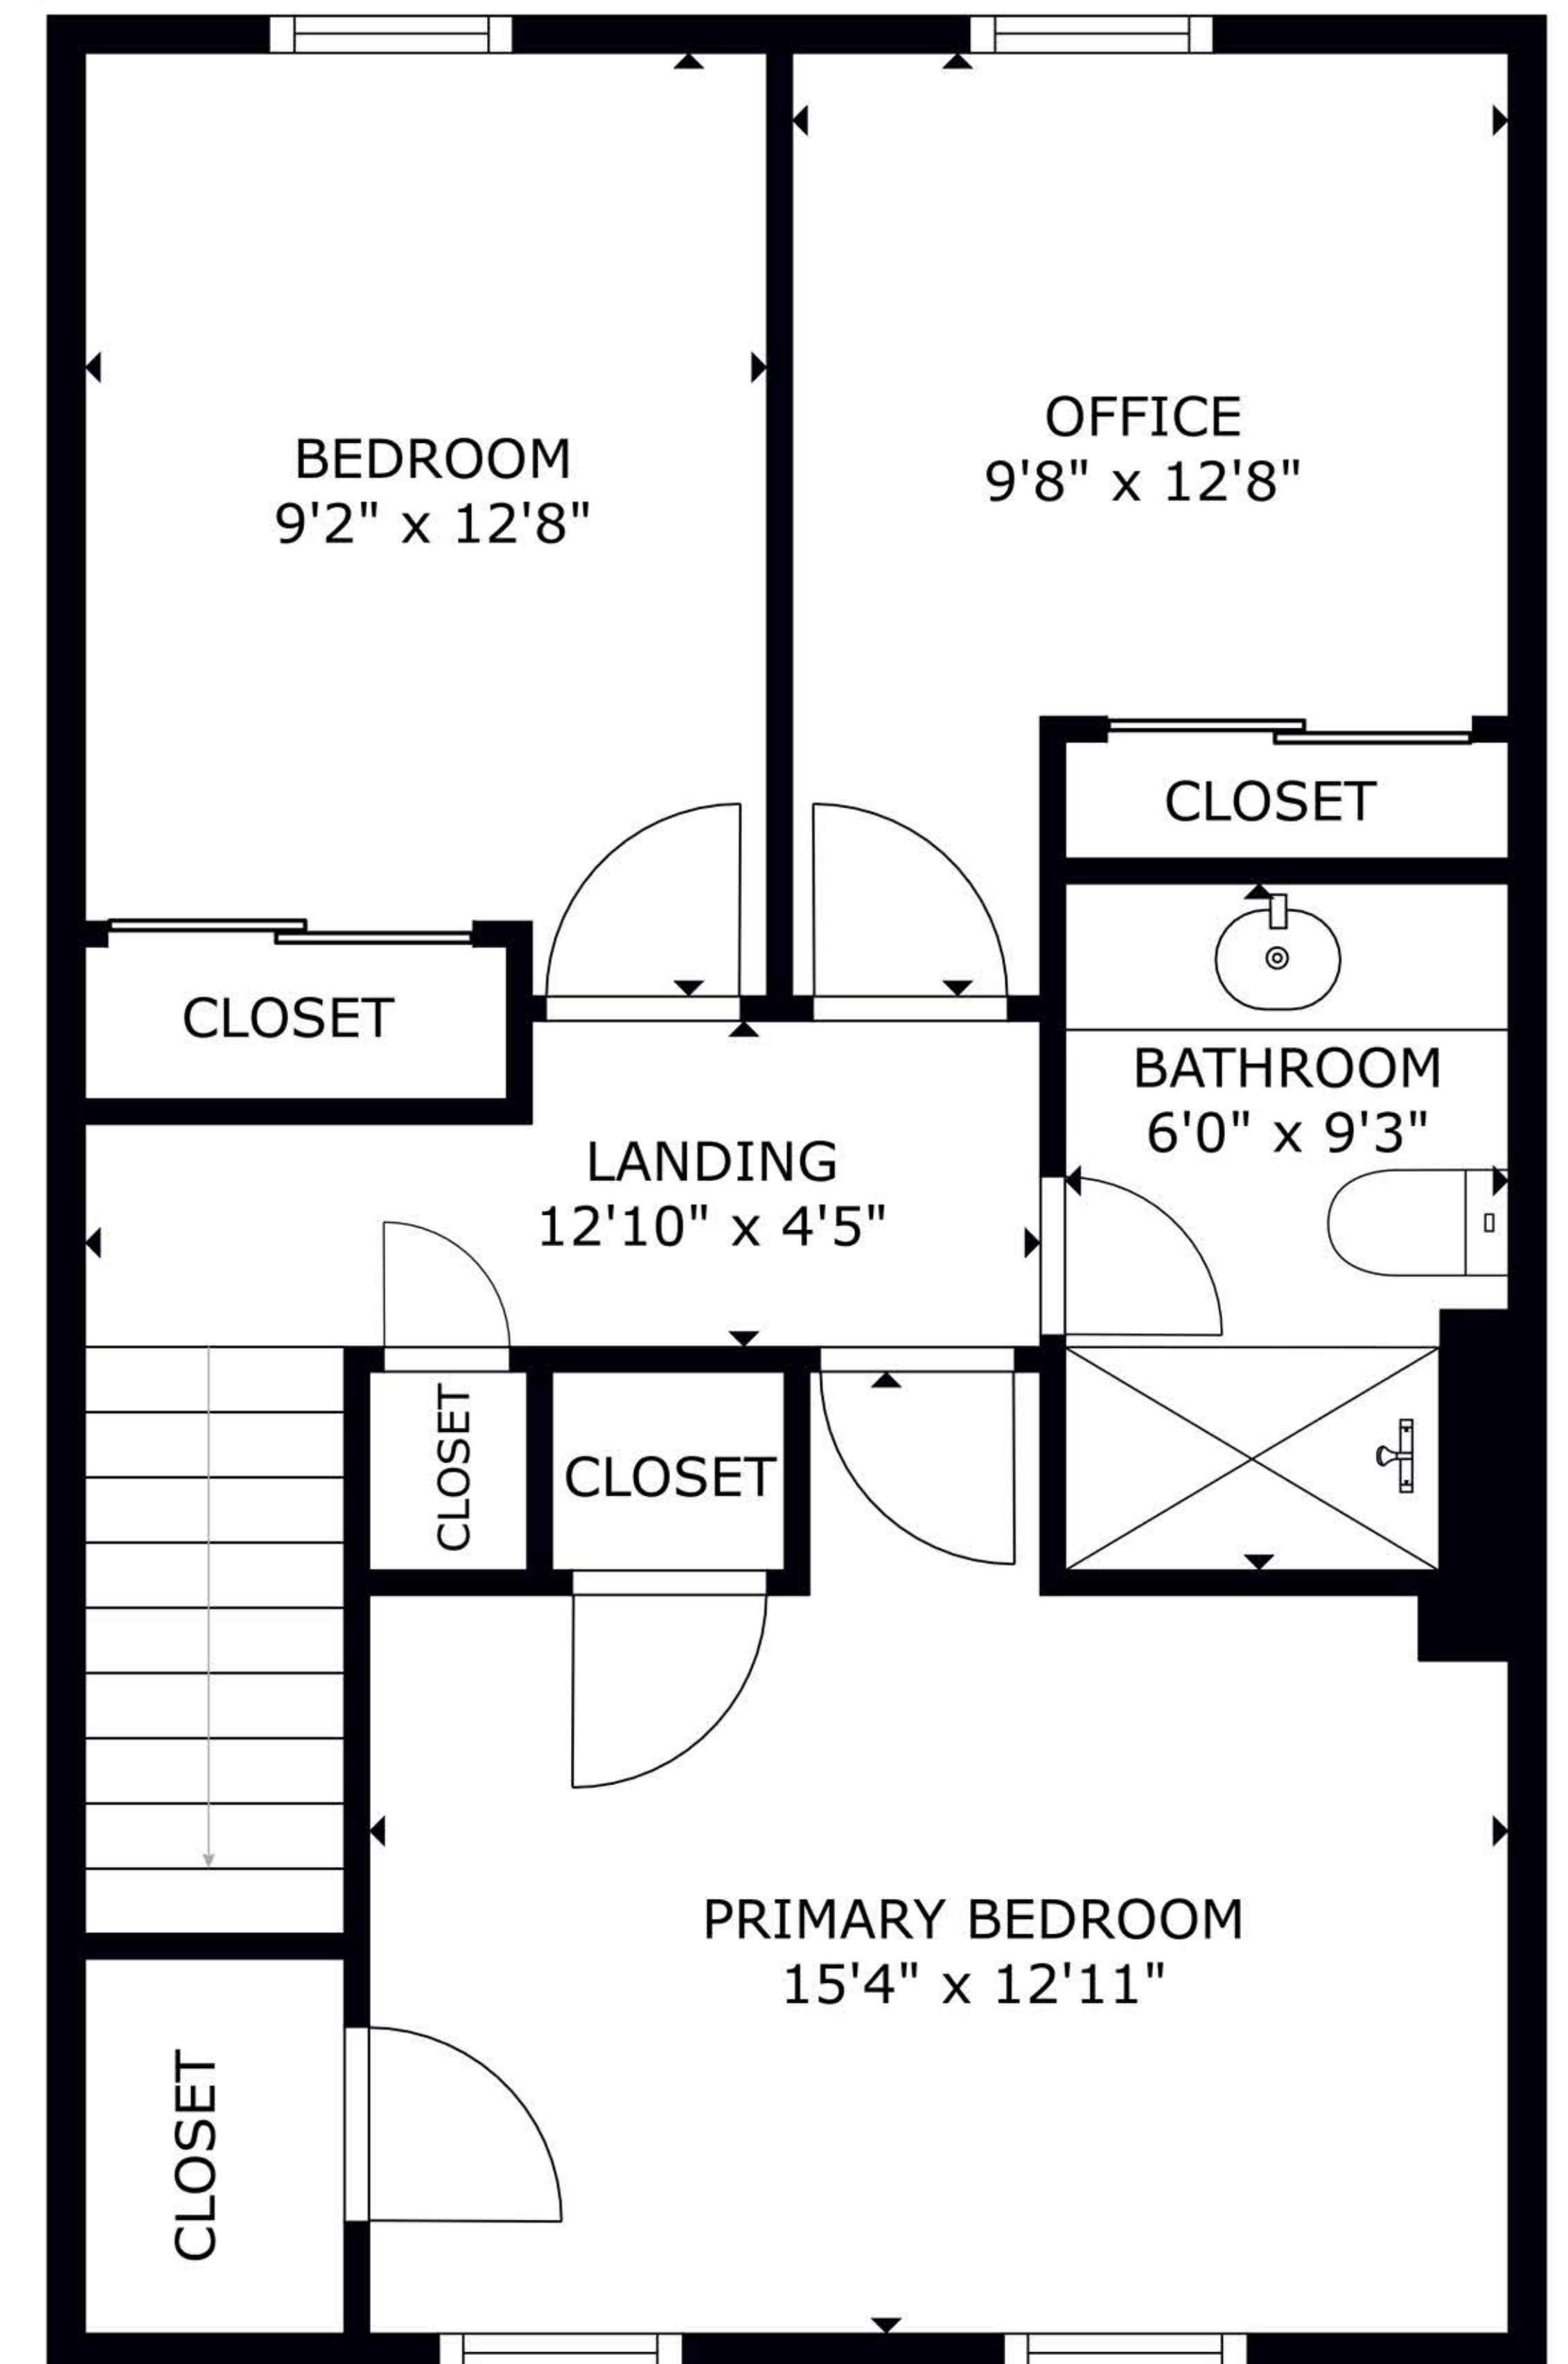 BEDROOM
9'2" x 12'8"
OFFICE
9'8" x 12'8"
CLOSET
CLOSET
BATHROOM
6'0" x 9'3"
LANDING
12'10" x 4'5"
CLOSET
CLOSET
PRIMARY BEDROOM
15'4" x 12'11"
CLOSET